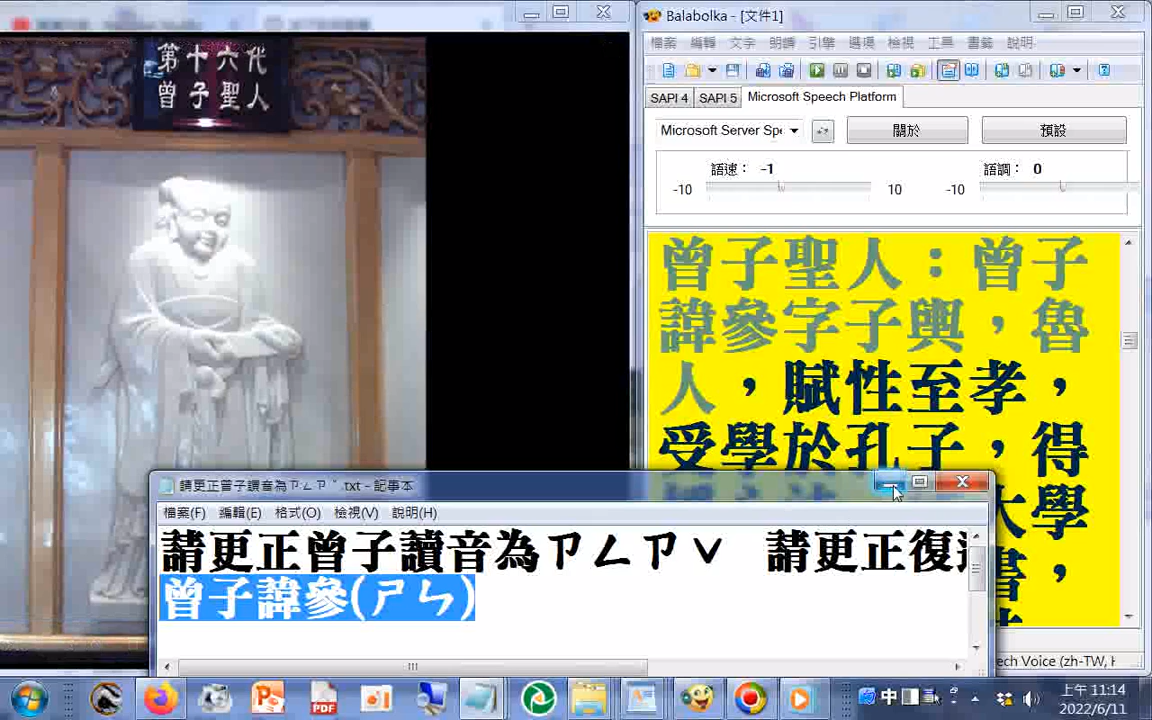 第十六代
曾子聖人
Balabolka - [文件1]
檔案 編輯 文字 朗讀 引擎 選項 檢視 工具 書籤 說明
SAPI 4 SAPI 5 Microsoft Speech Platform
Microsoft Server Spe 關於 預設
語速： -1 語調： 0
-10 10 -10
曾子聖人：曾子
諱參字子輿，魯
人，賦性至孝，
受學於孔子，得
大學
書，
請更正曾子讀音為ㄗㄥㄗˇ.txt - 記事本
檔案(F) 編輯(E) 格式(O) 檢視(V) 說明(H)
請更正曾子讀音為ㄗㄥㄗˇ 請更正復
曾子諱參(ㄕㄣ)
ech Voice (zh-TW, H
中
上午 11:14
2022/6/11